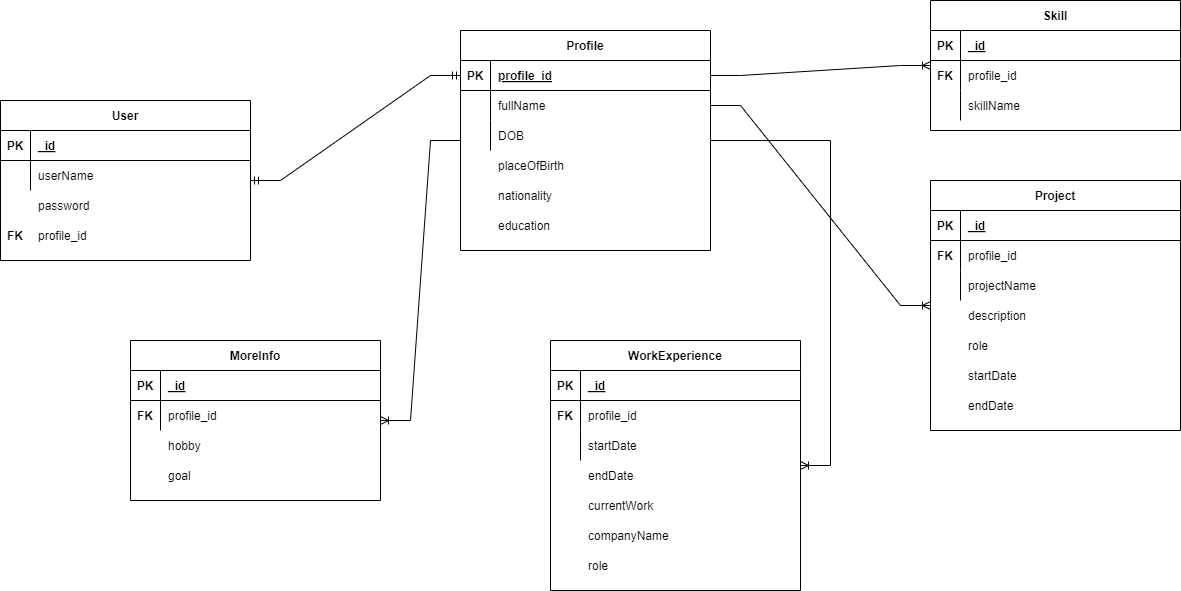 User
PK _id
userName
password
FK profile_id
Profile
PK profile_id
fullName
DOB
placeOfBirth
nationality
education
Skill
PK _id
FK profile_id
skillName
Project
PK _id
FK profile_id
projectName
description
role
startDate
endDate
MoreInfo
PK _id
FK profile_id
hobby
goal
WorkExperience
PK _id
FK profile_id
startDate
endDate
currentWork
companyName
role